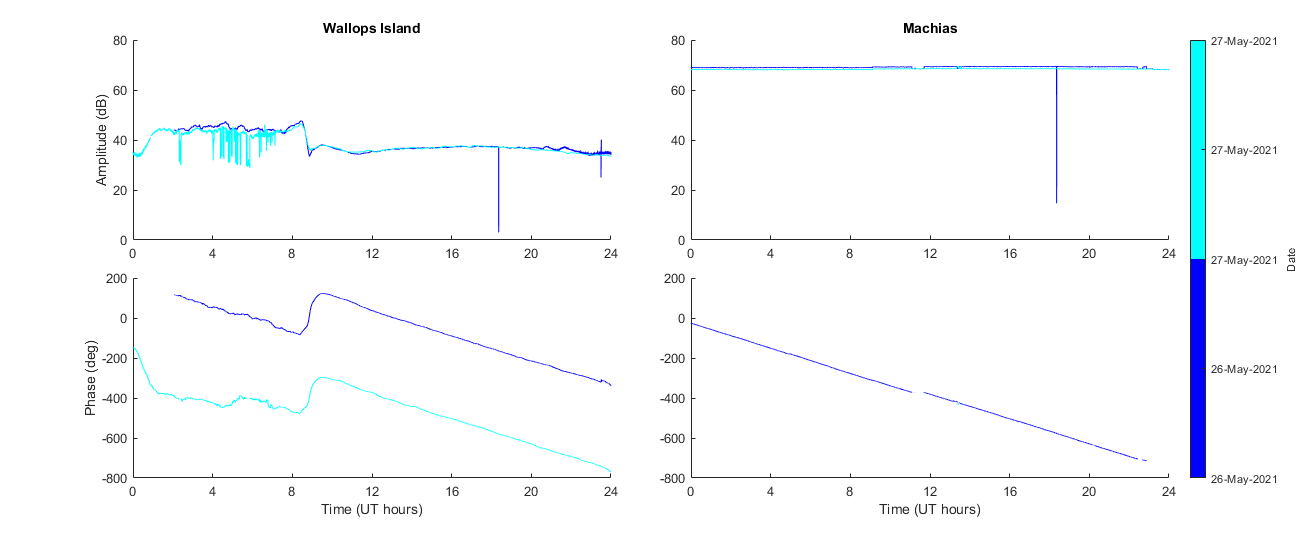 Wallops Island
Machias
80
60
40
20
0
Amplitude (dB)
0 4 8 12 16 20 24
80
60
40
20
0
0 4 8 12 16 20 24
200
0
-200
-400
-600
-800
Phase (deg)
0 4 8 12 16 20 24
Time (UT hours)
200
0
-200
-400
-600
-800
0 4 8 12 16 20 24
Time (UT hours)
27-May-2021
27-May-2021
27-May-2021
26-May-2021
26-May-2021
Date